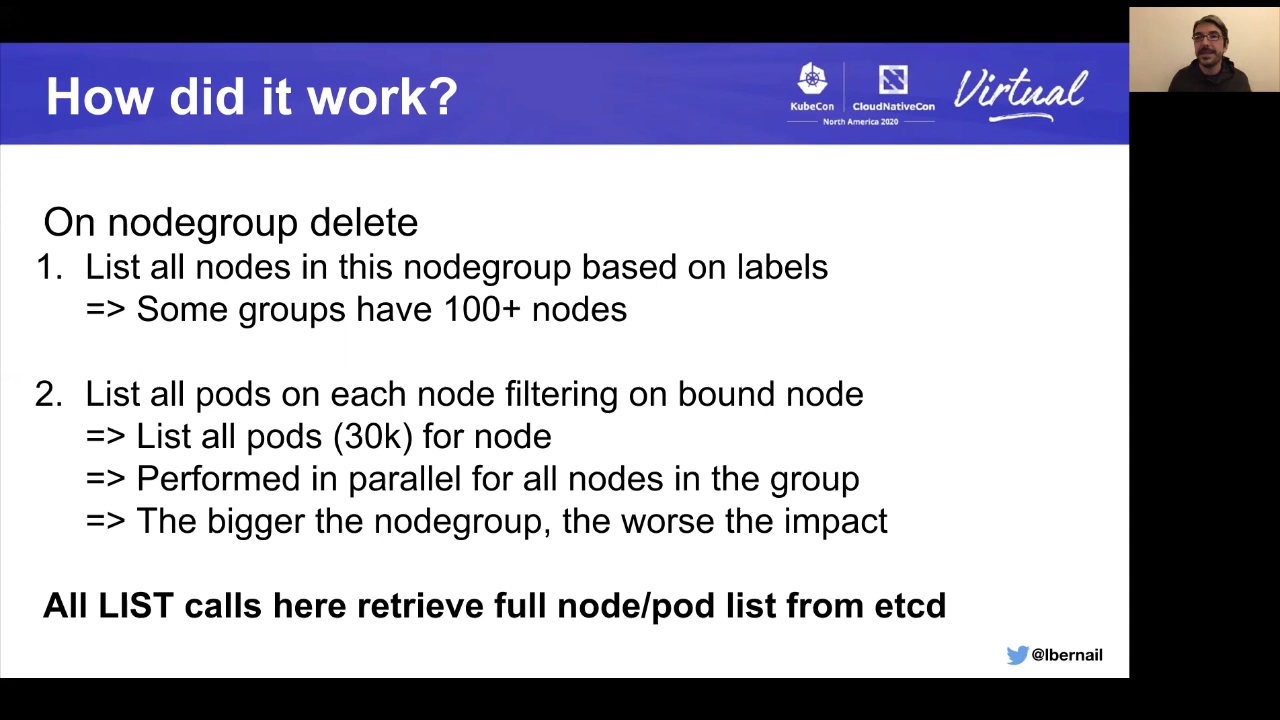 How did it work?
KubeCon
CloudNativeCon
North America 2020
Virtual
On nodegroup delete
1. List all nodes in this nodegroup based on labels
=> Some groups have 100+ nodes
2. List all pods on each node filtering on bound node
=> List all pods (30k) for node
=> Performed in parallel for all nodes in the group
=> The bigger the nodegroup, the worse the impact
All LIST calls here retrieve full node/pod list from etcd
@lbernail